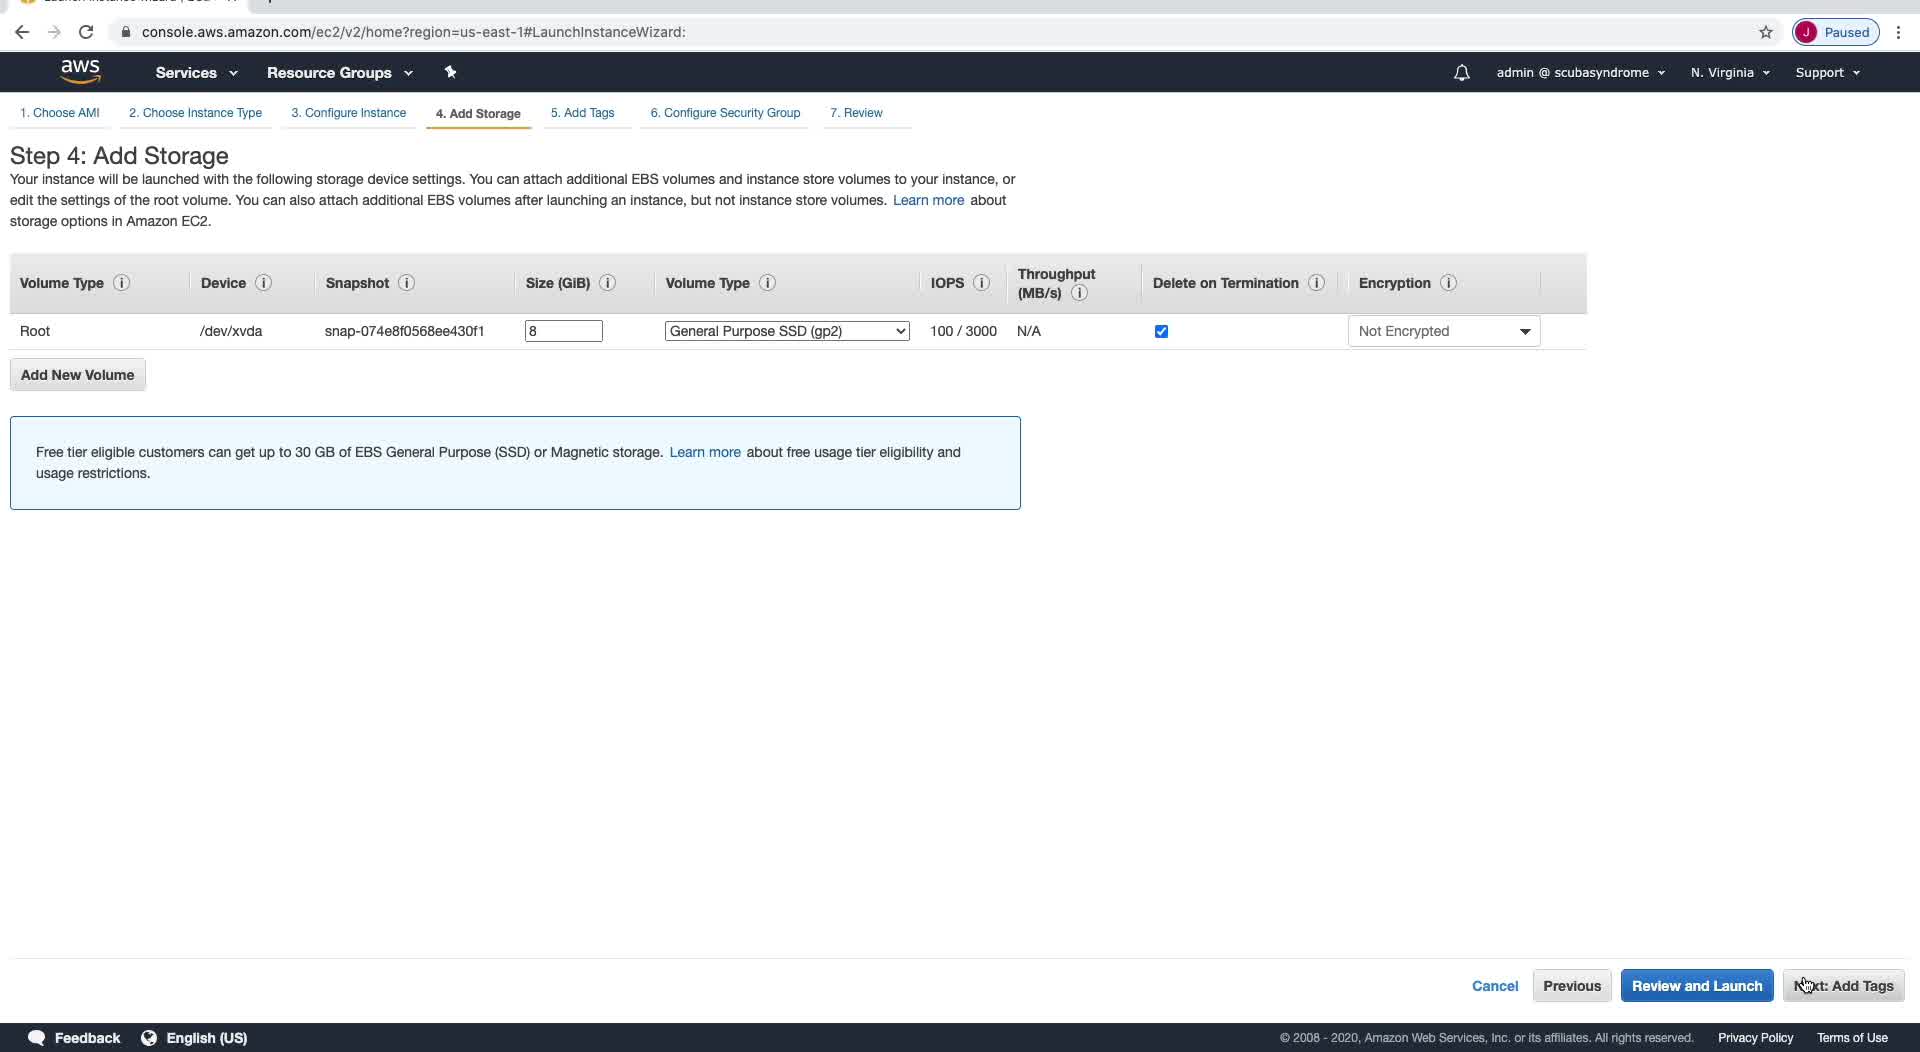 console.aws.amazon.com/ec2/v2/home?region=us-east-1#LaunchInstanceWizard:
J Paused
aws Services Resource Groups admin @ scubasyndrome N. Virginia Support
1. Choose AMI 2. Choose Instance Type 3. Configure Instance 4. Add Storage 5. Add Tags 6. Configure Security Group 7. Review
Step 4: Add Storage
Your instance will be launched with the following storage device settings. You can attach additional EBS volumes and instance store volumes to your instance, or
edit the settings of the root volume. You can also attach additional EBS volumes after launching an instance, but not instance store volumes. Learn more about
storage options in Amazon EC2.
Volume Type i Device i Snapshot i Size (GiB) i Volume Type i IOPS i Throughput (MB/s) i Delete on Termination i Encryption i
Root /dev/xvda snap-074e8f0568ee430f1 8 General Purpose SSD (gp2) 100 / 3000 N/A Not Encrypted
Add New Volume
Free tier eligible customers can get up to 30 GB of EBS General Purpose (SSD) or Magnetic storage. Learn more about free usage tier eligibility and
usage restrictions.
Cancel Previous Review and Launch Add Tags
Feedback English (US) © 2008 - 2020, Amazon Web Services, Inc. or its affiliates. All rights reserved. Privacy Policy Terms of Use